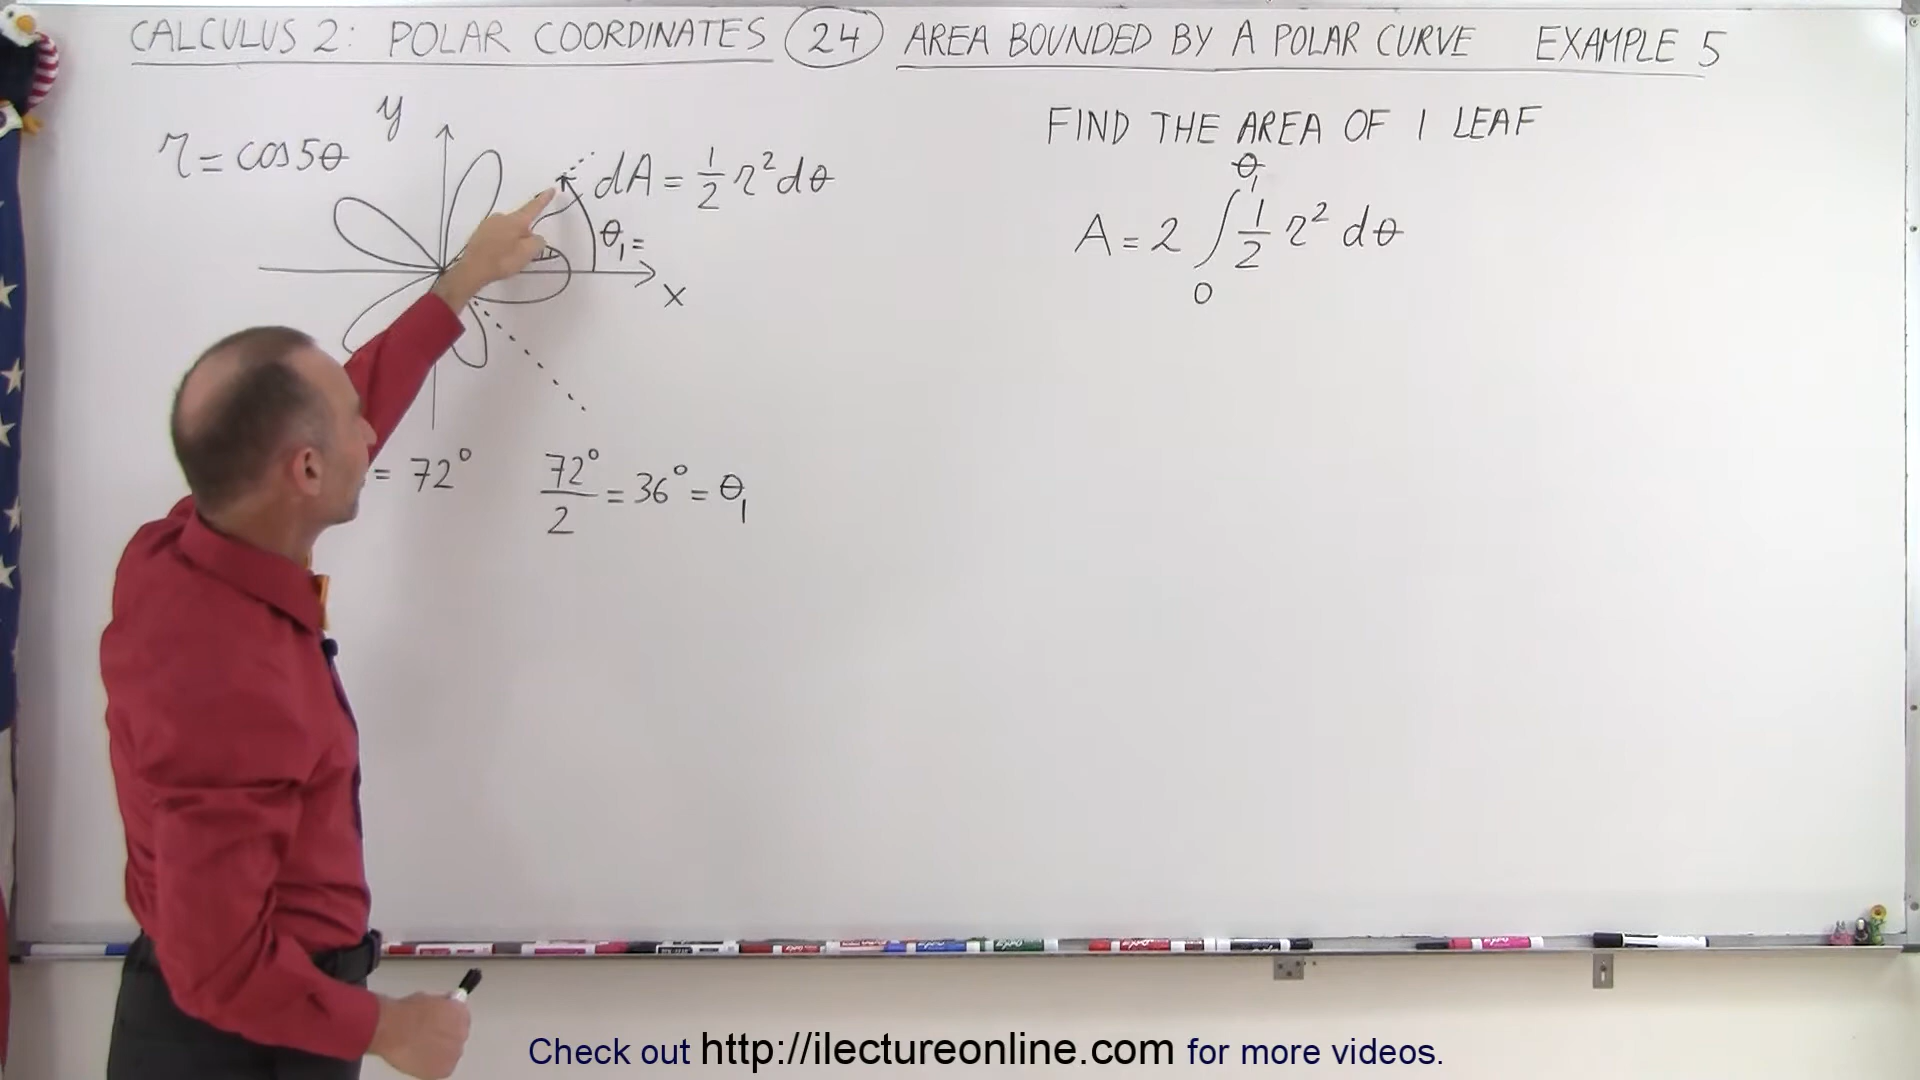 CALCULUS 2: POLAR COORDINATES 24 AREA BOUNDED BY A POLAR CURVE EXAMPLE 5
y
r = cos5θ
dA = 1/2 r² dθ
θ₁ =
x
= 72°
72°/2 = 36° = θ₁
FIND THE AREA OF 1 LEAF
θ₁
A = 2 ∫ 1/2 r² dθ
0
Check out http://ilectureonline.com for more videos.